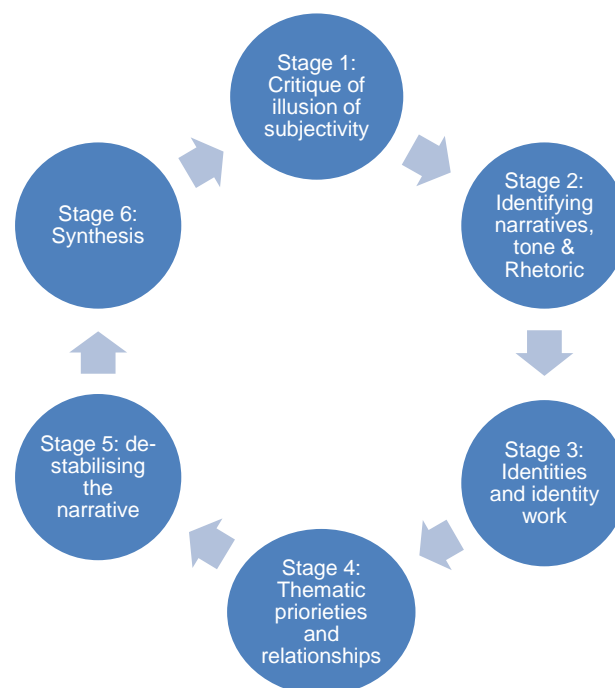 Stage 1:
Critique of
illusion of
subjectivity
Stage 2:
Identifying
narratives,
tone &
Rhetoric
Stage 3:
Identities
and identity
work
Stage 4:
Thematic
priorieties
and
relationships
Stage 5: de-
stabilising
the
narrative
Stage 6:
Synthesis